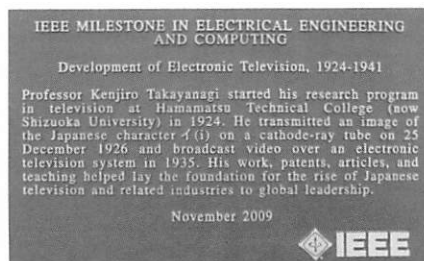 IEEE MILESTONE IN ELECTRICAL ENGINEERING
AND COMPUTING
Development of Electronic Television, 1924-1941
Professor Kenjiro Takayanagi started his research program
in television at Hamamatsu Technical College (now
Shizuoka University) in 1924. He transmitted an image of
the Japanese character イ(i) on a cathode-ray tube on 25
December 1926 and broadcast video over an electronic
television system in 1935. His work, patents, articles, and
teaching helped lay the foundation for the rise of Japanese
television and related industries to global leadership.
November 2009
IEEE